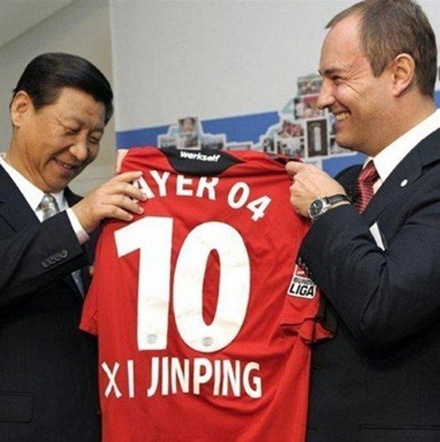 werkself
AYER 04
10
XI JINPING
LIGA